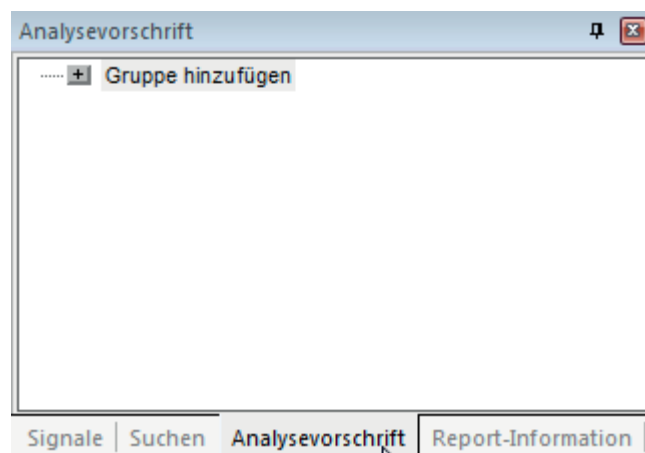 Analysevorschrift
Gruppe hinzufügen
Signale Suchen Analysevorschrift Report-Information